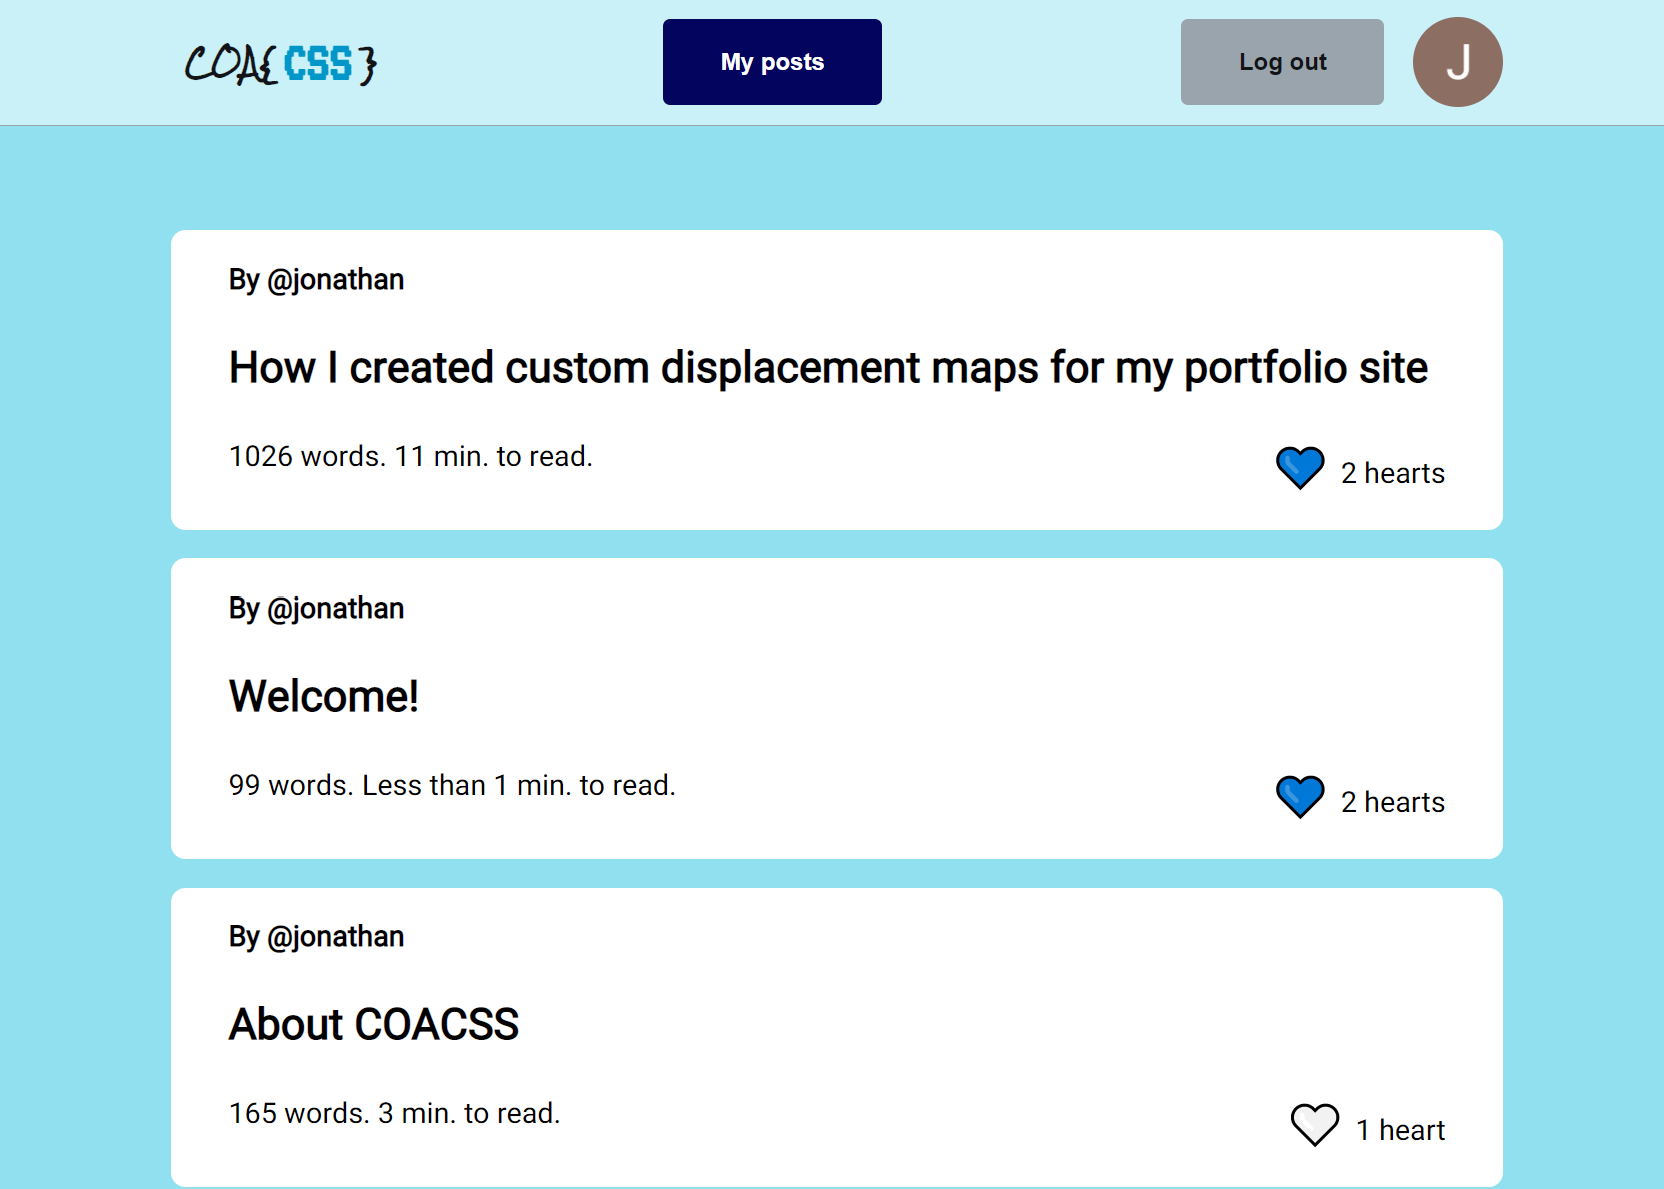 COA{CSS}
My posts
Log out
J
By @jonathan
How I created custom displacement maps for my portfolio site
1026 words. 11 min. to read.
2 hearts
By @jonathan
Welcome!
99 words. Less than 1 min. to read.
2 hearts
By @jonathan
About COACSS
165 words. 3 min. to read.
1 heart